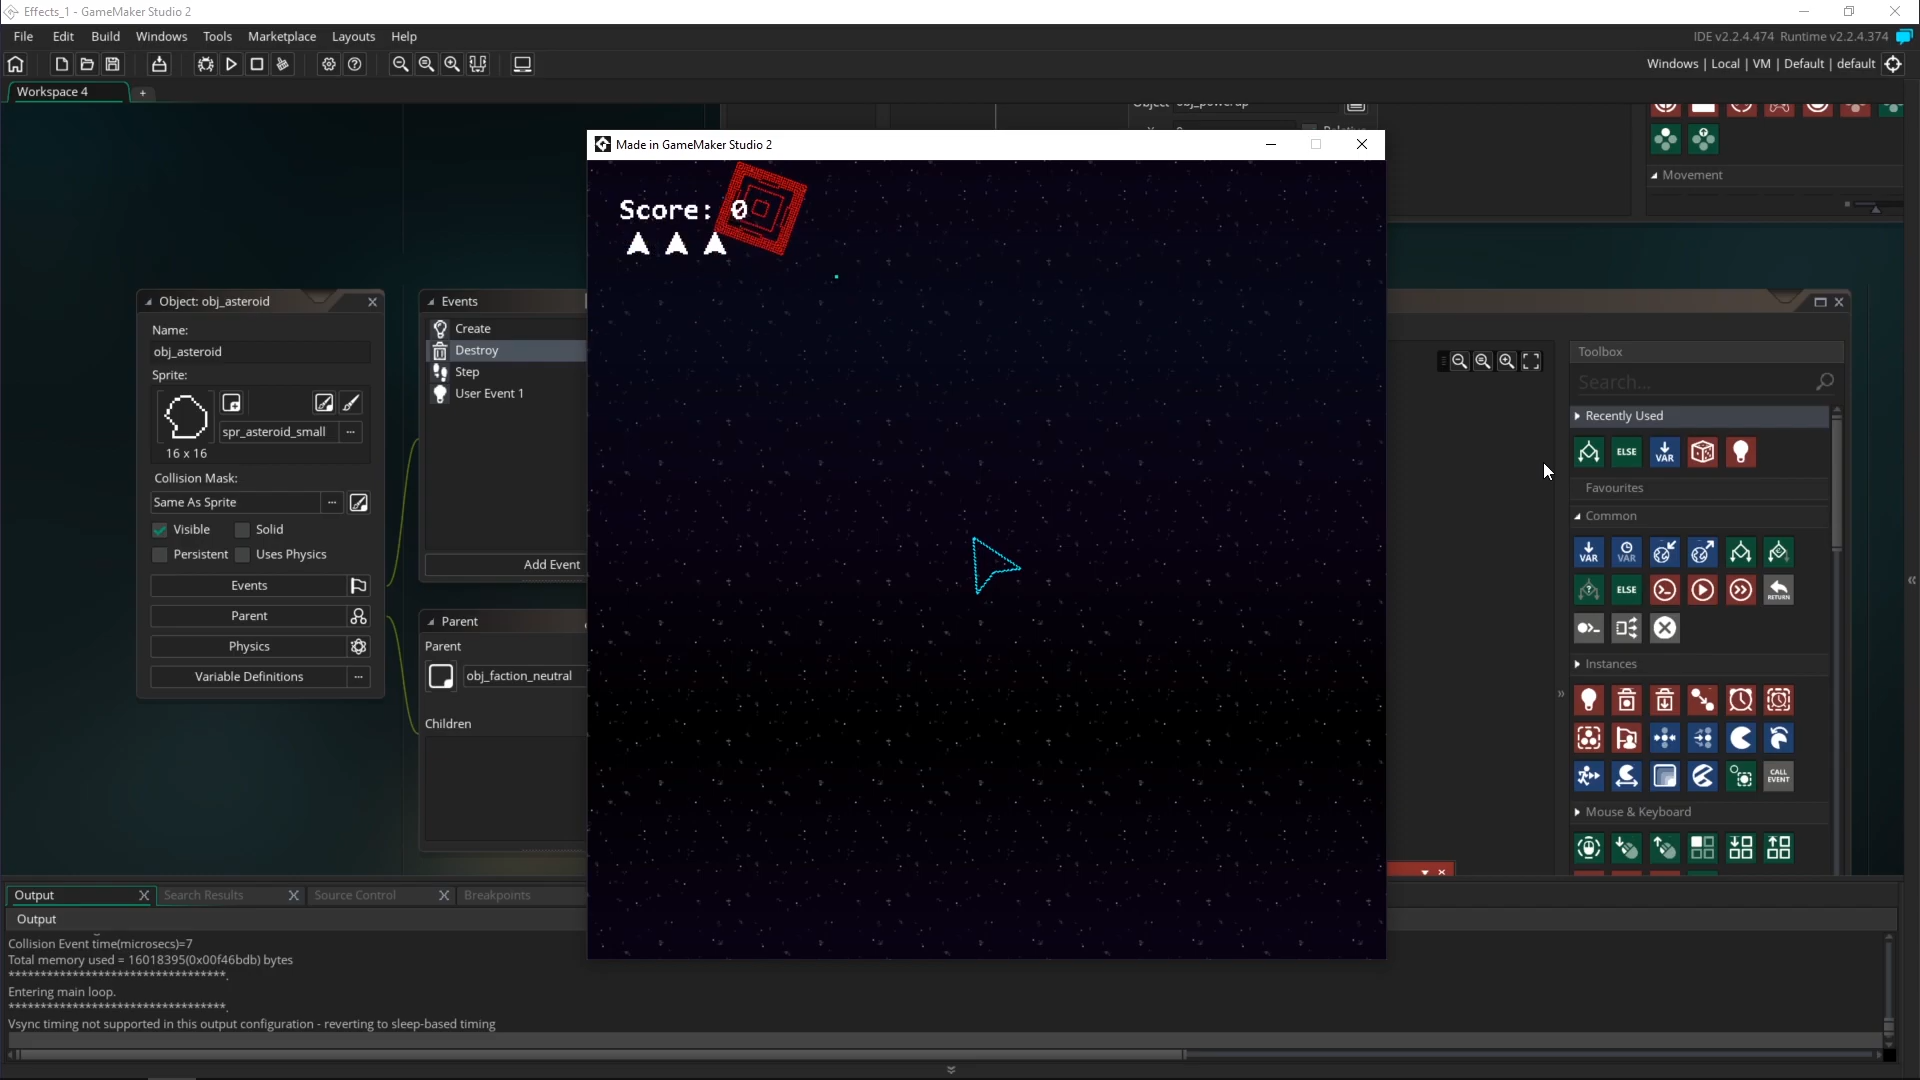 Effects_1 - GameMaker Studio 2
File Edit Build Windows Tools Marketplace Layouts Help
IDE v2.2.4.474 Runtime v2.2.4.374
Windows | Local | VM | Default | default
Workspace 4
+
Movement
Made in GameMaker Studio 2
Score: 0
Object: obj_asteroid
Name:
obj_asteroid
Sprite:
spr_asteroid_small
16 x 16
Collision Mask:
Same As Sprite
Visible Solid
Persistent Uses Physics
Events
Parent
Physics
Variable Definitions
Events
Create
Destroy
Step
User Event 1
Add Event
Parent
Parent
obj_faction_neutral
Children
Toolbox
Search...
Recently Used
ELSE
VAR
Favourites
Common
VAR
VAR
ELSE
RETURN
Instances
CALL EVENT
Mouse & Keyboard
Output Search Results Source Control Breakpoints
Output
Collision Event time(microsecs)=7
Total memory used = 16018395(0x00f46bdb) bytes
**********************************.
Entering main loop.
**********************************.
Vsync timing not supported in this output configuration - reverting to sleep-based timing